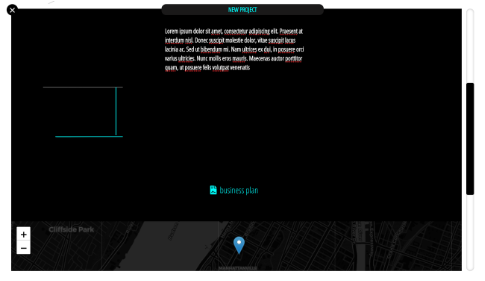 NEW PROJECT
Lorem ipsum dolor sit amet, consectetur adipiscing elit. Praesent at
interdum nisl. Donec suscipit molestie dolor, vitae suscipit lacus
lacinia ac. Sed ut bibendum mi. Nam ultrices ex dui, in posuere orci
varius ultricies. Nunc mollis eros mauris. Maecenas auctor porttitor
quam, ut posuere felis volutpat venenatis
business plan
Cliffside Park
+
−